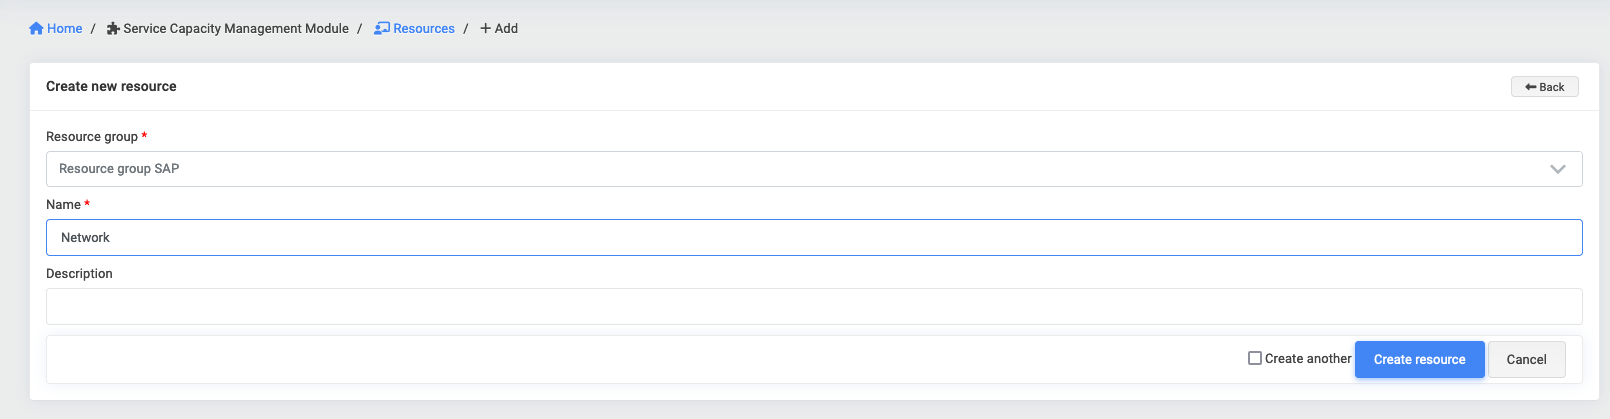 Home / Service Capacity Management Module / Resources / + Add
Create new resource
Back
Resource group *
Resource group SAP
Name *
Network
Description
Create another
Create resource
Cancel